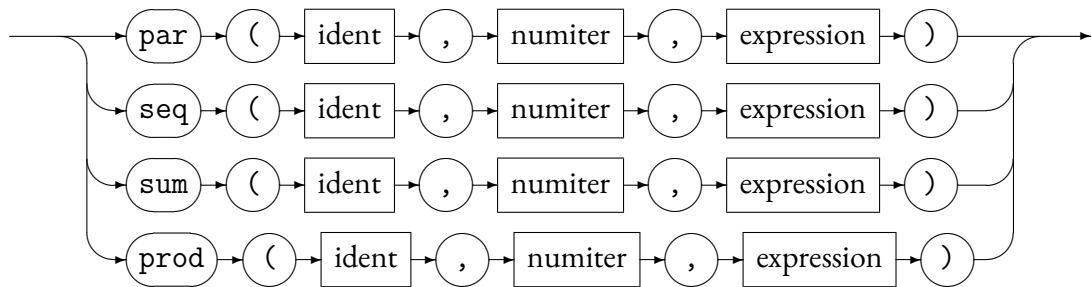 par ( ident , numiter , expression )
seq ( ident , numiter , expression )
sum ( ident , numiter , expression )
prod ( ident , numiter , expression )